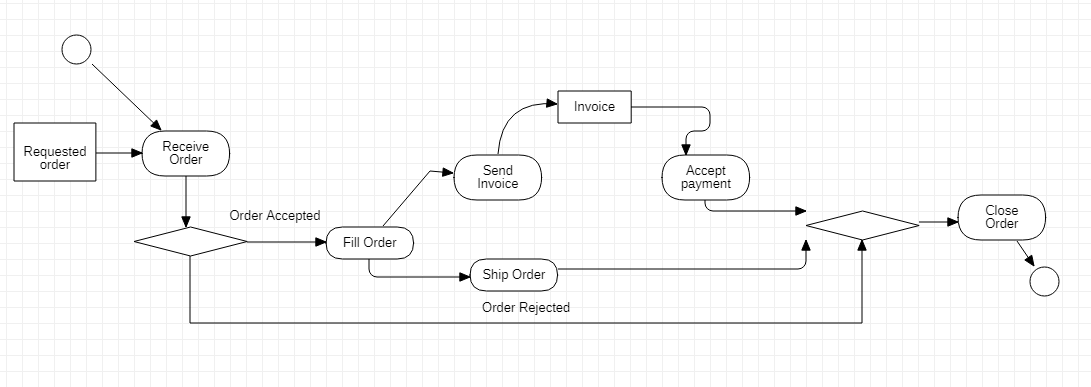 Invoice
Requested
order
Receive
Order
Send
Invoice
Accept
payment
Order Accepted
Close
Order
Fill Order
Ship Order
Order Rejected